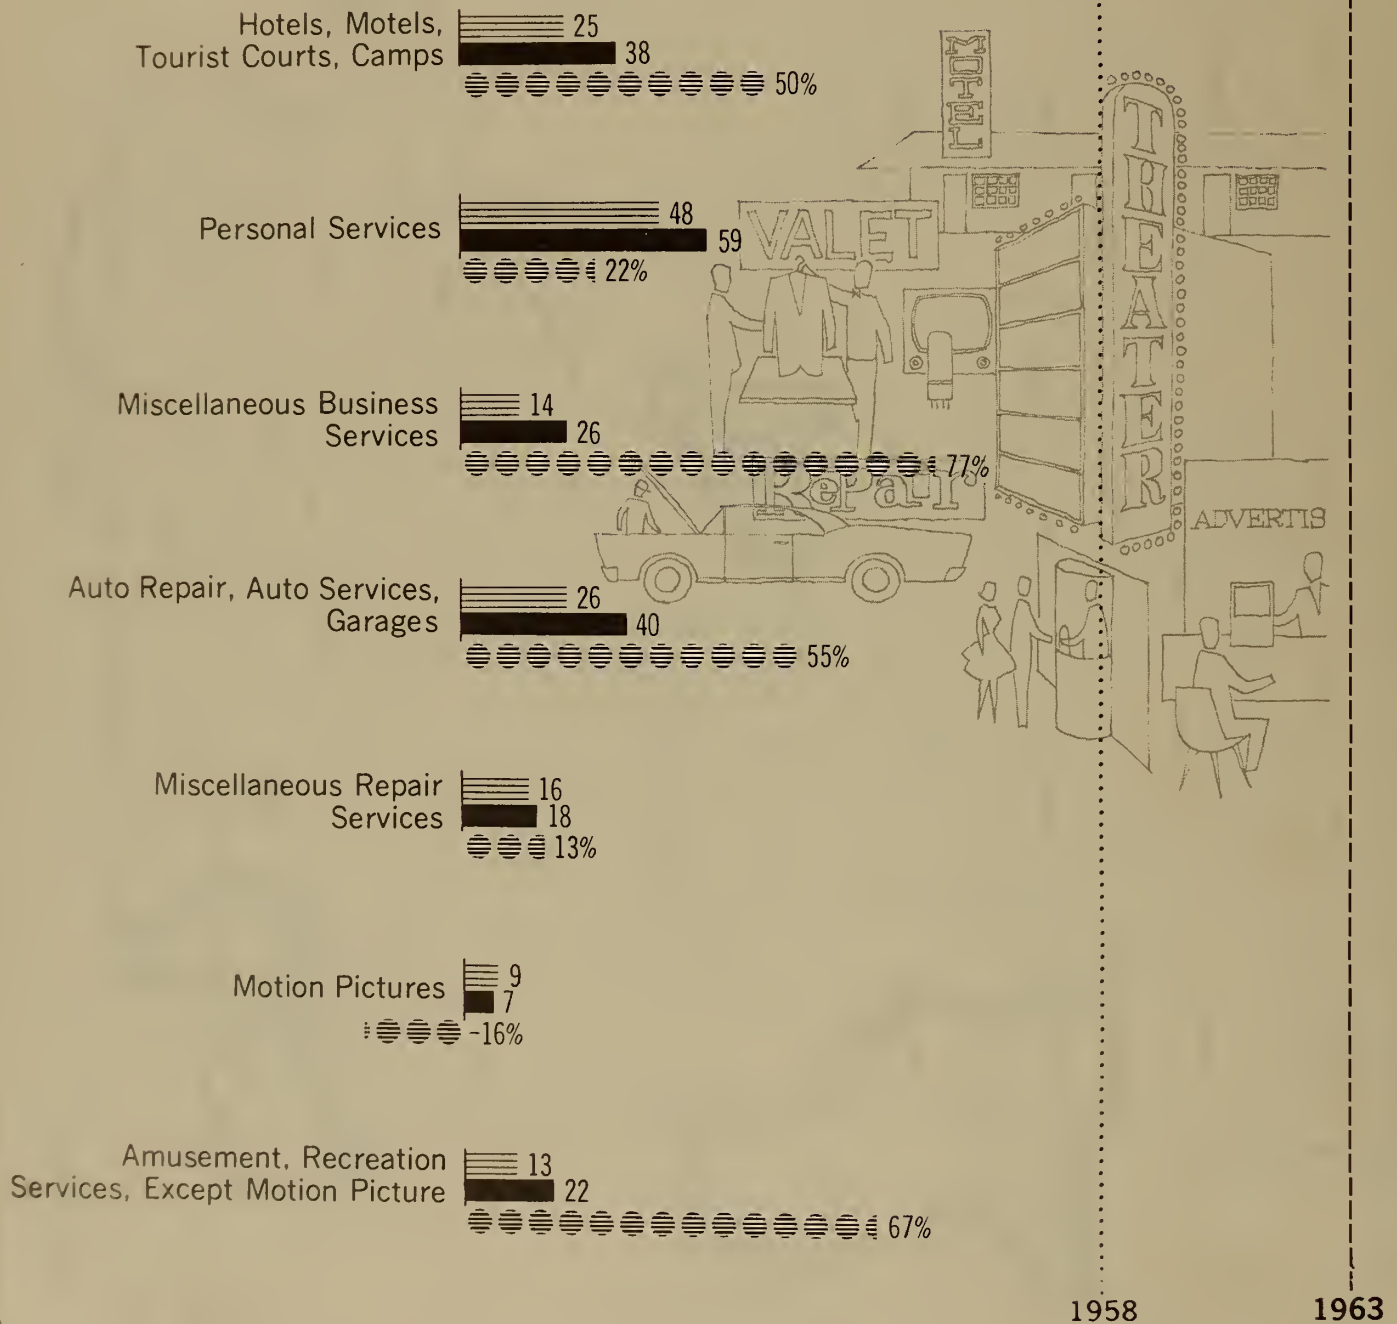 Hotels, Motels,
Tourist Courts, Camps
25
38
50%
MOTEL
THEATER
Personal Services
48
59
22%
VALET
Miscellaneous Business
Services
14
26
77%
RePair
ADVERTIS
Auto Repair, Auto Services,
Garages
26
40
55%
Miscellaneous Repair
Services
16
18
13%
Motion Pictures
9
7
-16%
Amusement, Recreation
Services, Except Motion Picture
13
22
67%
1958
1963